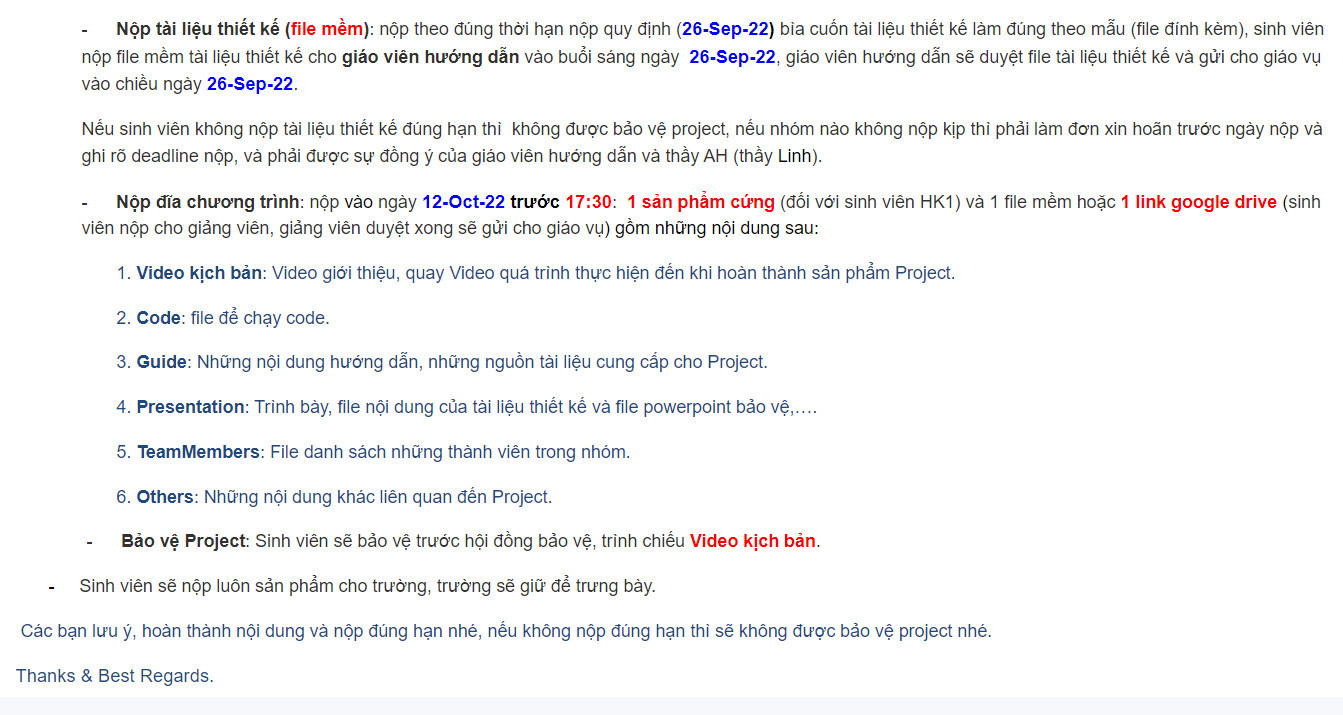 - Nộp tài liệu thiết kế (file mềm): nộp theo đúng thời hạn nộp quy định (26-Sep-22) bìa cuốn tài liệu thiết kế làm đúng theo mẫu (file đính kèm), sinh viên
nộp file mềm tài liệu thiết kế cho giáo viên hướng dẫn vào buổi sáng ngày 26-Sep-22, giáo viên hướng dẫn sẽ duyệt file tài liệu thiết kế và gửi cho giáo vụ
vào chiều ngày 26-Sep-22.
Nếu sinh viên không nộp tài liệu thiết kế đúng hạn thì không được bảo vệ project, nếu nhóm nào không nộp kịp thì phải làm đơn xin hoãn trước ngày nộp và
ghi rõ deadline nộp, và phải được sự đồng ý của giáo viên hướng dẫn và thầy AH (thầy Linh).
- Nộp đĩa chương trình: nộp vào ngày 12-Oct-22 trước 17:30: 1 sản phẩm cứng (đối với sinh viên HK1) và 1 file mềm hoặc 1 link google drive (sinh
viên nộp cho giảng viên, giảng viên duyệt xong sẽ gửi cho giáo vụ) gồm những nội dung sau:
1. Video kịch bản: Video giới thiệu, quay Video quá trình thực hiện đến khi hoàn thành sản phẩm Project.
2. Code: file để chạy code.
3. Guide: Những nội dung hướng dẫn, những nguồn tài liệu cung cấp cho Project.
4. Presentation: Trình bày, file nội dung của tài liệu thiết kế và file powerpoint bảo vệ,….
5. TeamMembers: File danh sách những thành viên trong nhóm.
6. Others: Những nội dung khác liên quan đến Project.
- Bảo vệ Project: Sinh viên sẽ bảo vệ trước hội đồng bảo vệ, trình chiếu Video kịch bản.
- Sinh viên sẽ nộp luôn sản phẩm cho trường, trường sẽ giữ để trưng bày.
Các bạn lưu ý, hoàn thành nội dung và nộp đúng hạn nhé, nếu không nộp đúng hạn thì sẽ không được bảo vệ project nhé.
Thanks & Best Regards.